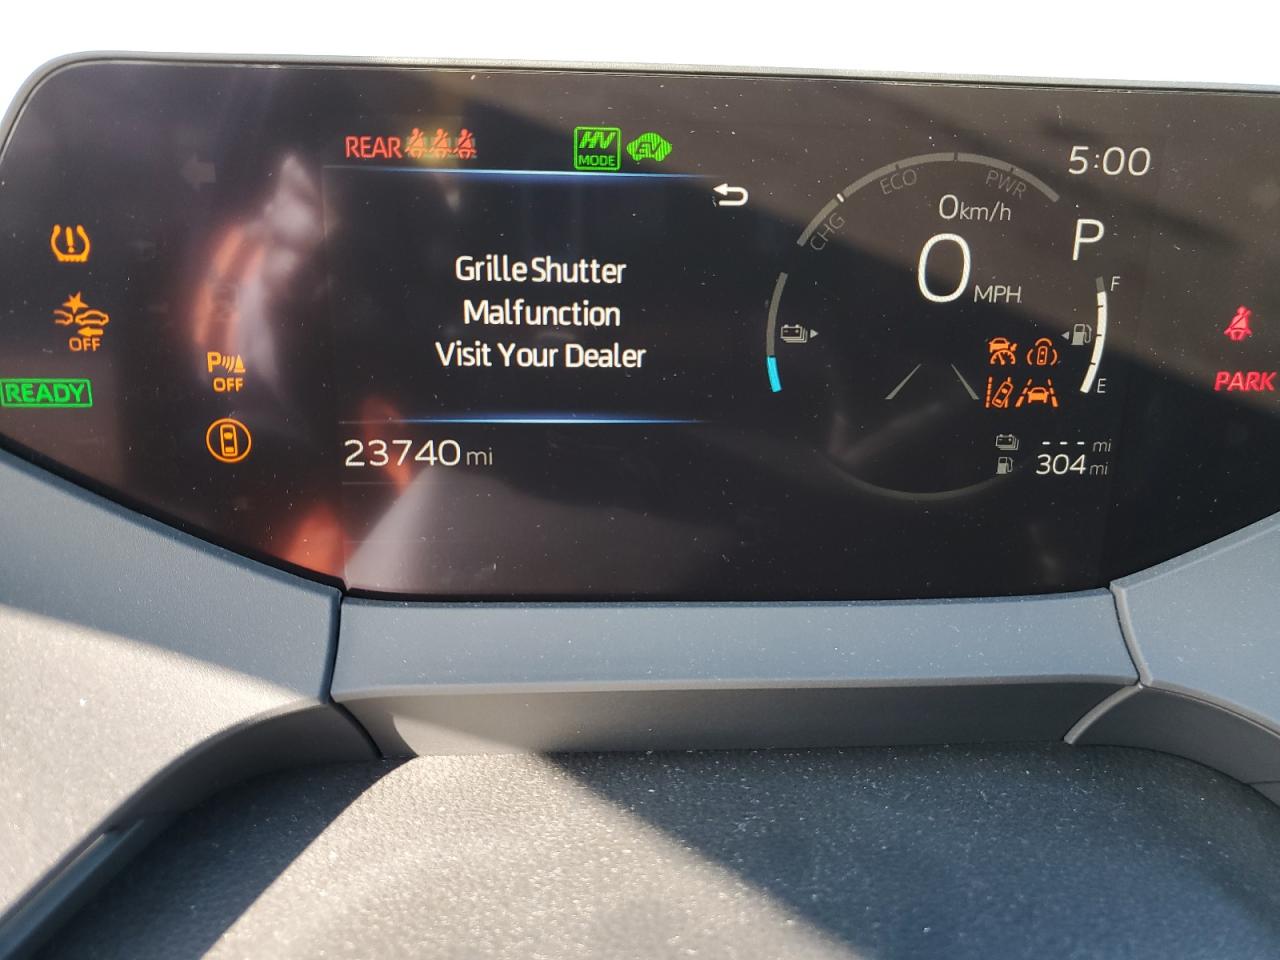 REAR
HV
MODE
EV
5:00
ECO
PWR
CHG
0km/h
P
0 MPH
Grille Shutter
Malfunction
Visit Your Dealer
OFF
P
OFF
READY
F
E
PARK
23740 mi
--- mi
304 mi